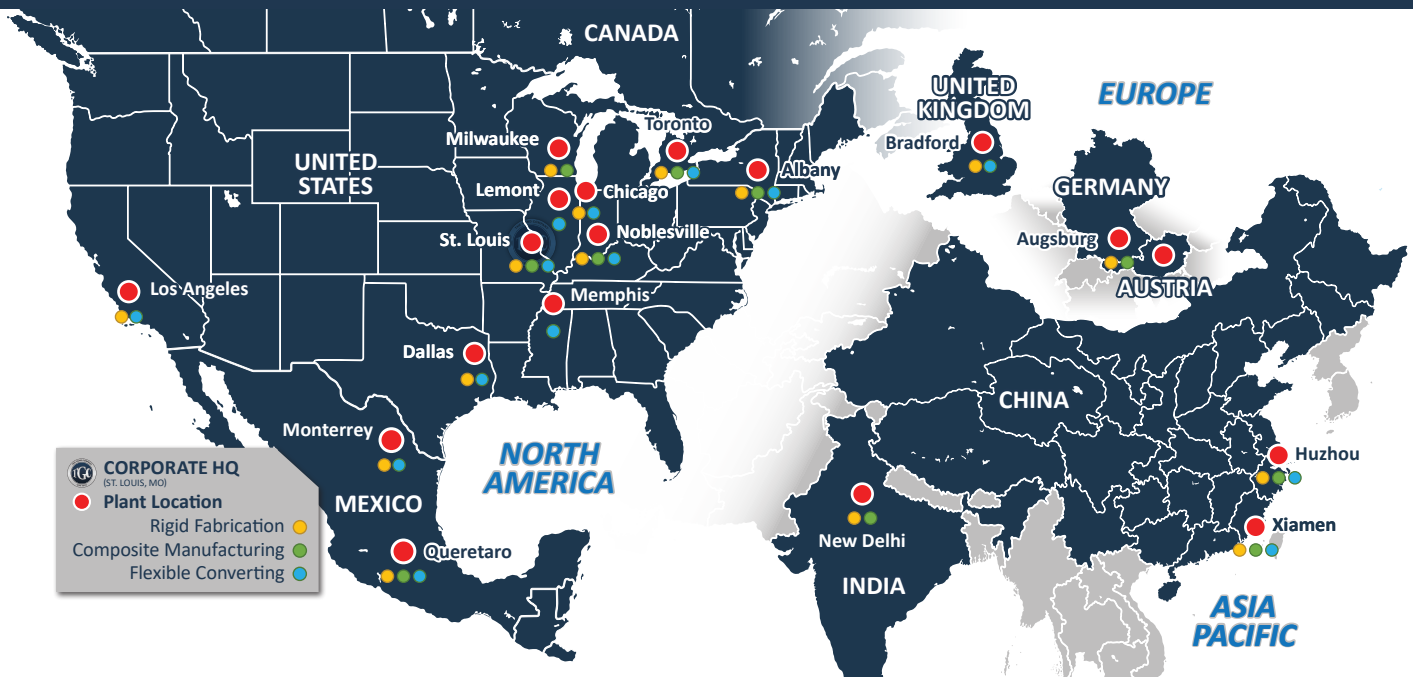 CANADA
UNITED
KINGDOM
EUROPE
Toronto
Milwaukee
Bradford
UNITED
STATES
Albany
Lemont
Chicago
GERMANY
St. Louis
Noblesville
Augsburg
AUSTRIA
Los Angeles
Memphis
Dallas
CHINA
Monterrey
NORTH
AMERICA
Huzhou
TGC
CORPORATE HQ
(ST. LOUIS, MO)
Plant Location
Rigid Fabrication
Composite Manufacturing
Flexible Converting
MEXICO
Queretaro
Xiamen
New Delhi
INDIA
ASIA
PACIFIC